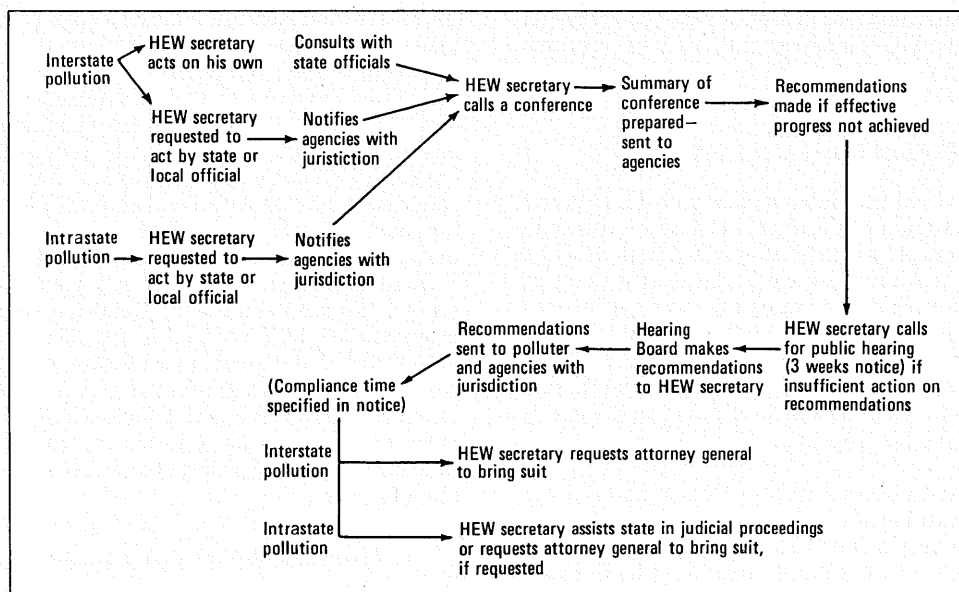 Interstate
pollution
HEW secretary
acts on his own
Consults with
state officials
HEW secretary
requested to
act by state or
local official
Notifies
agencies with
juristiction
HEW secretary
calls a conference
Summary of
conference
prepared—
sent to
agencies
Recommendations
made if effective
progress not achieved
Intrastate
pollution
HEW secretary
requested to
act by state or
local official
Notifies
agencies with
jurisdiction
HEW secretary calls
for public hearing
(3 weeks notice) if
insufficient action on
recommendations
Hearing
Board makes
recommendations
to HEW secretary
Recommendations
sent to polluter
and agencies with
jurisdiction
(Compliance time
specified in notice)
Interstate
pollution
HEW secretary requests attorney general
to bring suit
Intrastate
pollution
HEW secretary assists state in judicial proceedings
or requests attorney general to bring suit,
if requested